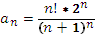 aₙ = n! * 2ⁿ / (n + 1)ⁿ